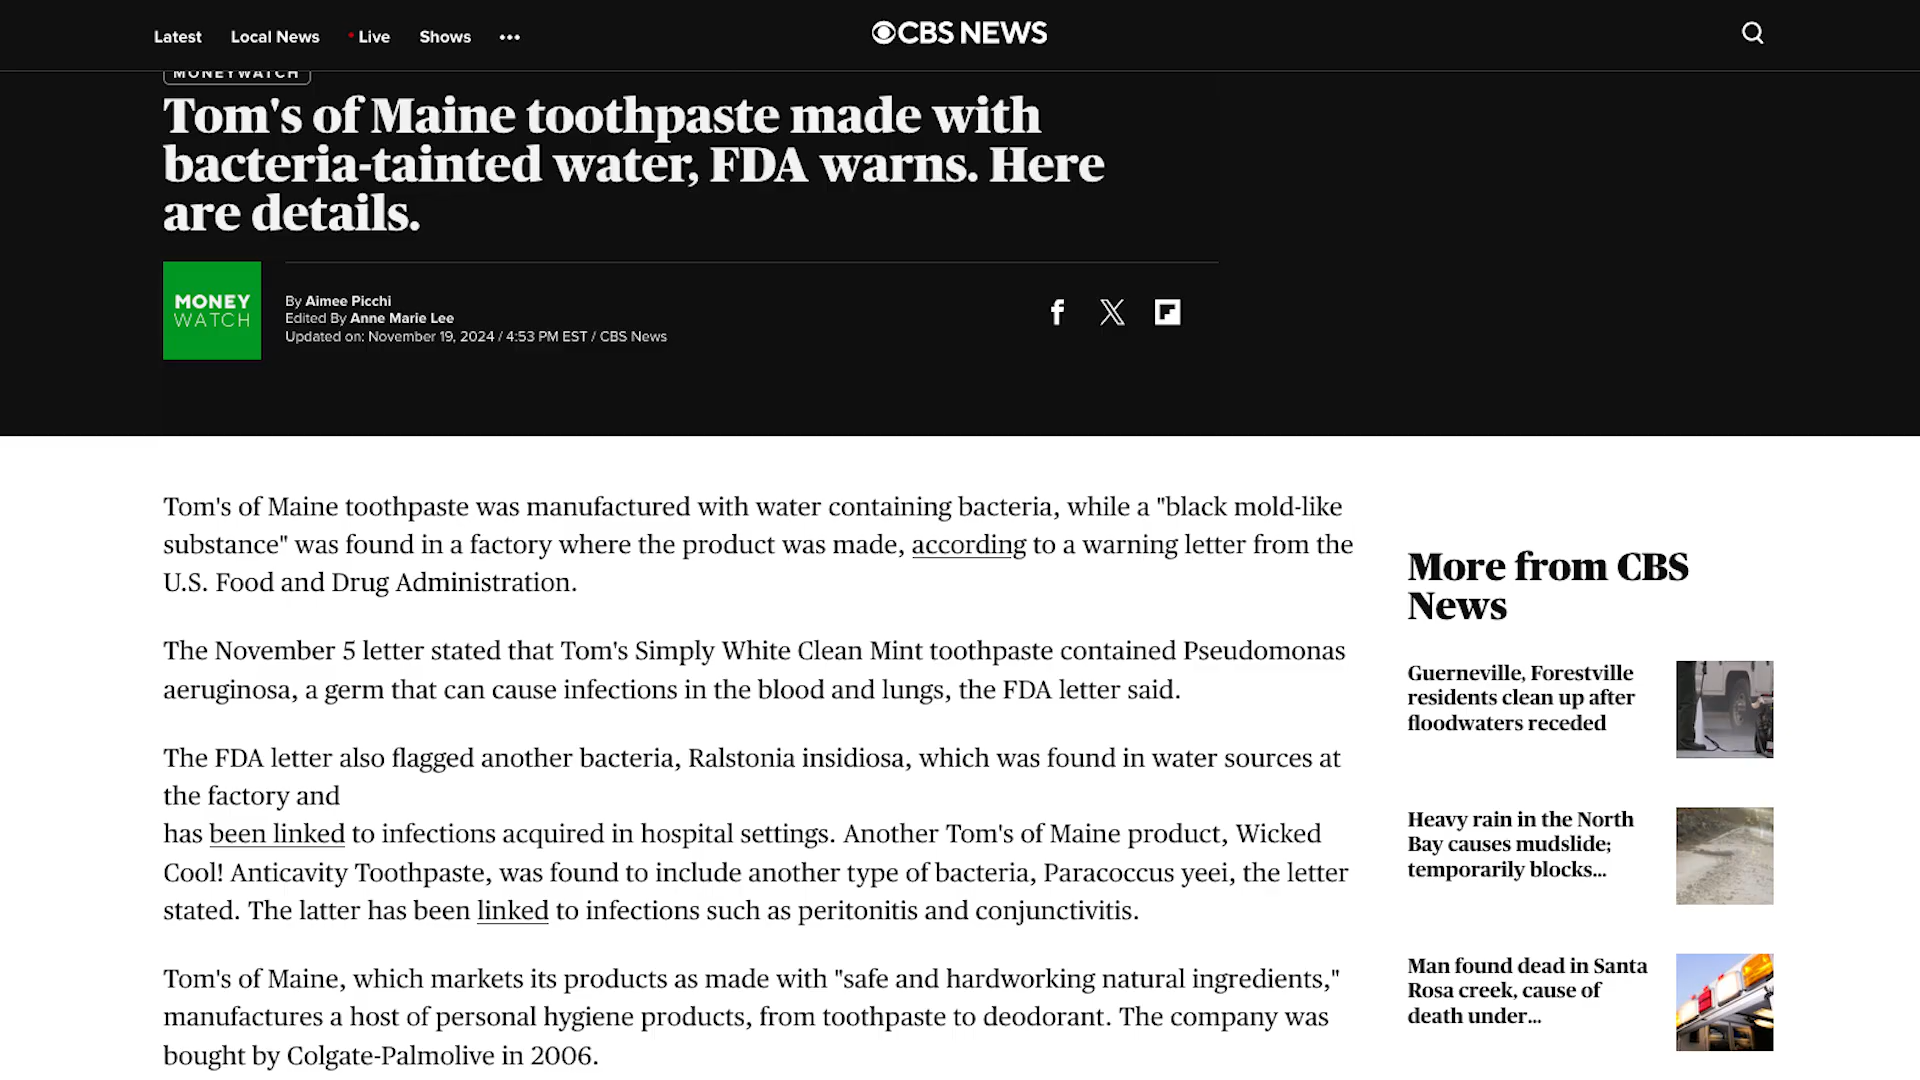 Latest
Local News
Live
Shows
CBS NEWS
MONEYWATCH
Tom's of Maine toothpaste made with
bacteria-tainted water, FDA warns. Here
are details.
MONEY
WATCH
By Aimee Picchi
Edited By Anne Marie Lee
Updated on: November 19, 2024 / 4:53 PM EST / CBS News
Tom's of Maine toothpaste was manufactured with water containing bacteria, while a "black mold-like
substance" was found in a factory where the product was made, according to a warning letter from the
U.S. Food and Drug Administration.
The November 5 letter stated that Tom's Simply White Clean Mint toothpaste contained Pseudomonas
aeruginosa, a germ that can cause infections in the blood and lungs, the FDA letter said.
The FDA letter also flagged another bacteria, Ralstonia insidiosa, which was found in water sources at
the factory and
has been linked to infections acquired in hospital settings. Another Tom's of Maine product, Wicked
Cool! Anticavity Toothpaste, was found to include another type of bacteria, Paracoccus yeei, the letter
stated. The latter has been linked to infections such as peritonitis and conjunctivitis.
Tom's of Maine, which markets its products as made with "safe and hardworking natural ingredients,"
manufactures a host of personal hygiene products, from toothpaste to deodorant. The company was
bought by Colgate-Palmolive in 2006.
More from CBS
News
Guerneville, Forestville
residents clean up after
floodwaters receded
Heavy rain in the North
Bay causes mudslide;
temporarily blocks...
Man found dead in Santa
Rosa creek, cause of
death under...